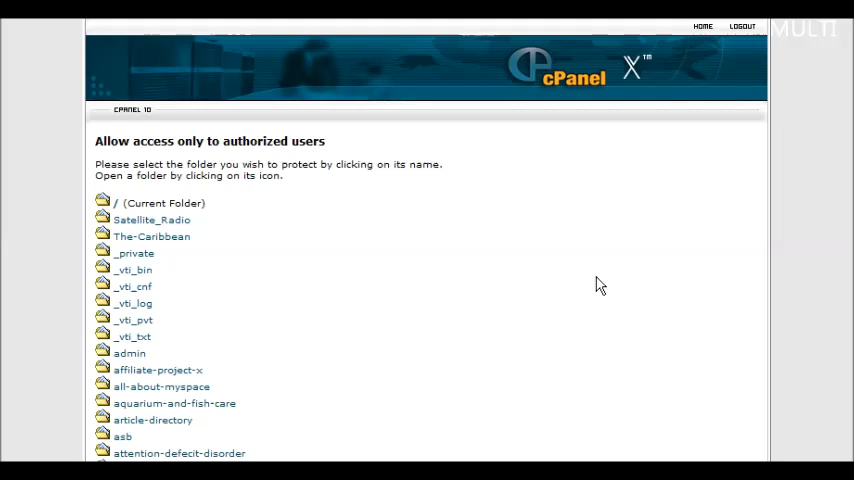 HOME
LOGOUT
MULTI
cPanel X™
CPANEL 10
Allow access only to authorized users
Please select the folder you wish to protect by clicking on its name.
Open a folder by clicking on its icon.
/ (Current Folder)
Satellite_Radio
The-Caribbean
_private
_vti_bin
_vti_cnf
_vti_log
_vti_pvt
_vti_txt
admin
affiliate-project-x
all-about-myspace
aquarium-and-fish-care
article-directory
asb
attention-defecit-disorder